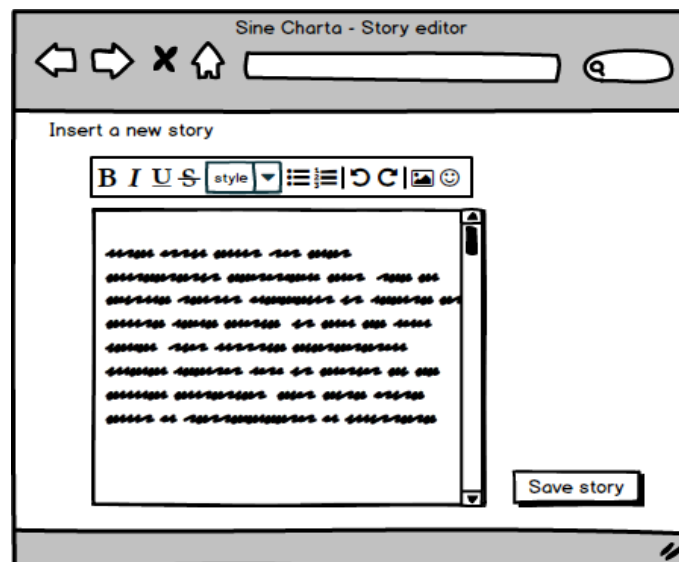 Sine Charta - Story editor
Insert a new story
B I U S style
Save story